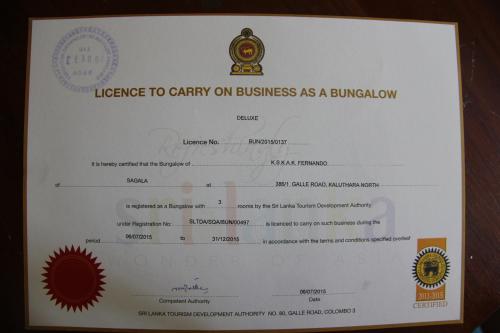 LICENCE TO CARRY ON BUSINESS AS A BUNGALOW
DELUXE
Licence No. BUN/2015/0137
It is hereby certified that the Bungalow of K.S.K.A.K. FERNANDO
of SAGALA at 386/1, GALLE ROAD, KALUTHARA NORTH
is registered as a Bungalow with 3 rooms by the Sri Lanka Tourism Development Authority
under Registration No: SLTDA/SQA/BUN/00497 is licenced to carry on such business during the
period 06/07/2015 to 31/12/2015 in accordance with the terms and conditions specified overleaf
06/07/2015
Competent Authority Date
2013-2015
CERTIFIED
SRI LANKA TOURISM DEVELOPMENT AUTHORITY NO. 80, GALLE ROAD, COLOMBO 3